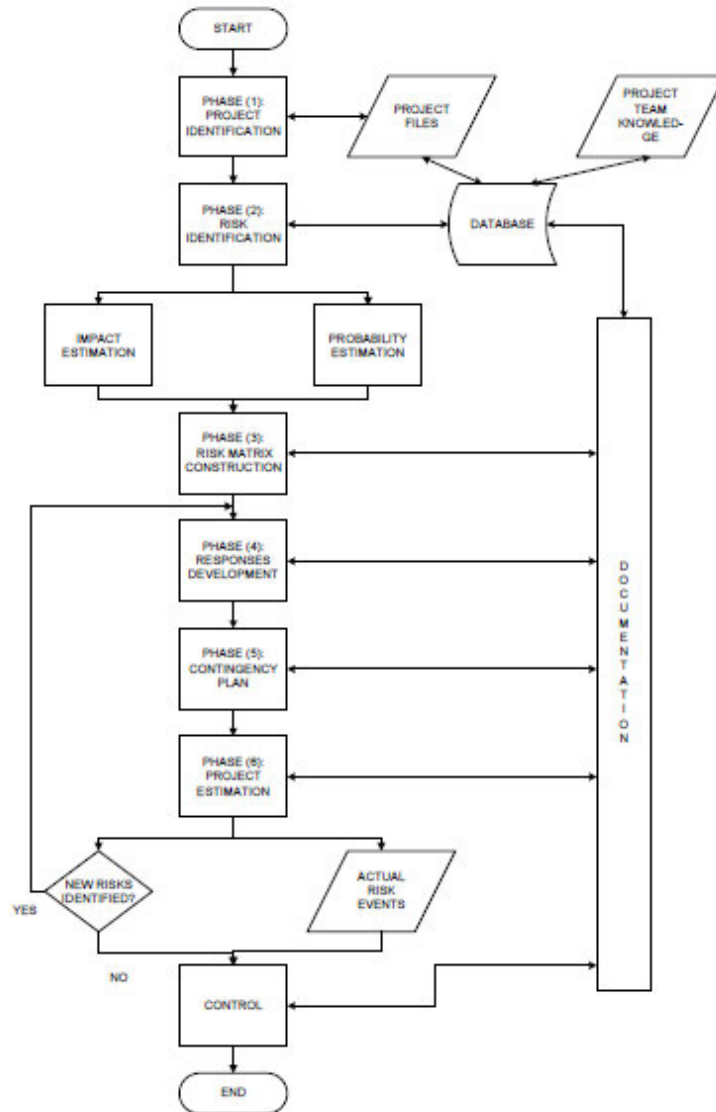 START
PHASE (1):
PROJECT
IDENTIFICATION
PROJECT
FILES
PROJECT
TEAM
KNOWLED-
GE
PHASE (2):
RISK
IDENTIFICATION
DATABASE
IMPACT
ESTIMATION
PROBABILITY
ESTIMATION
PHASE (3):
RISK MATRIX
CONSTRUCTION
PHASE (4):
RESPONSES
DEVELOPMENT
DOCUMENTATION
PHASE (5):
CONTINGENCY
PLAN
PHASE (6):
PROJECT
ESTIMATION
NEW RISKS
IDENTIFIED?
YES
ACTUAL
RISK
EVENTS
NO
CONTROL
END